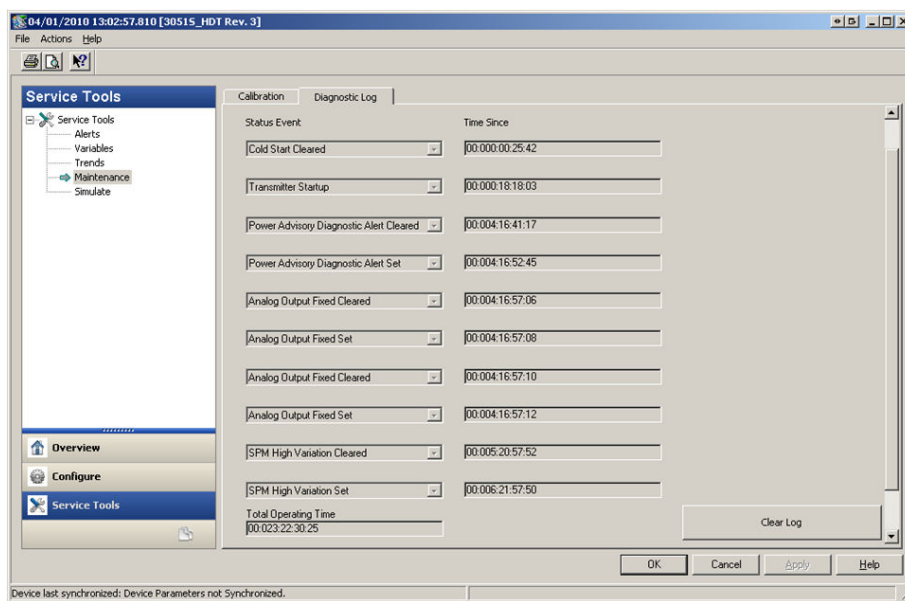 04/01/2010 13:02:57.810 [3051S_HDT Rev. 3]
File Actions Help
Service Tools
Service Tools
Alerts
Variables
Trends
Maintenance
Simulate
Overview
Configure
Service Tools
Calibration Diagnostic Log
Status Event Time Since
Cold Start Cleared 00:000:00:25:42
Transmitter Startup 00:000:18:18:03
Power Advisory Diagnostic Alert Cleared 00:004:16:41:17
Power Advisory Diagnostic Alert Set 00:004:16:52:45
Analog Output Fixed Cleared 00:004:16:57:06
Analog Output Fixed Set 00:004:16:57:08
Analog Output Fixed Cleared 00:004:16:57:10
Analog Output Fixed Set 00:004:16:57:12
SPM High Variation Cleared 00:005:20:57:52
SPM High Variation Set 00:006:21:57:50
Total Operating Time
00:023:22:30:25
Clear Log
OK Cancel Apply Help
Device last synchronized: Device Parameters not Synchronized.